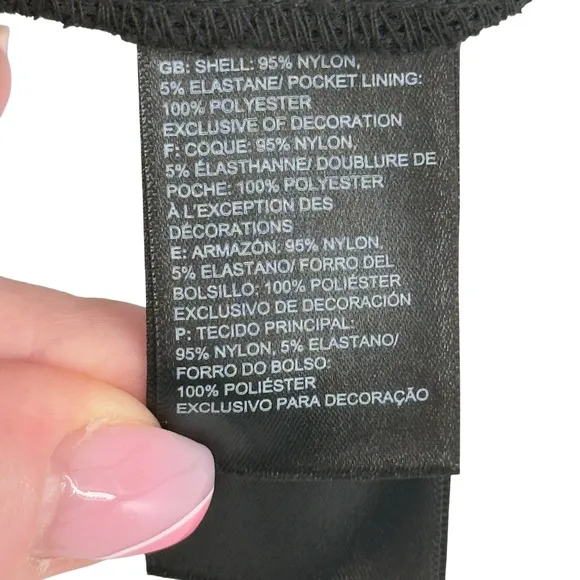 GB: SHELL: 95% NYLON,
5% ELASTANE/ POCKET LINING:
100% POLYESTER
EXCLUSIVE OF DECORATION
F: COQUE: 95% NYLON,
5% ÉLASTHANNE/ DOUBLURE DE
POCHE: 100% POLYESTER
À L'EXCEPTION DES
DÉCORATIONS
E: ARMAZÓN: 95% NYLON,
5% ELASTANO/ FORRO DEL
BOLSILLO: 100% POLIÉSTER
EXCLUSIVO DE DECORACIÓN
P: TECIDO PRINCIPAL:
95% NYLON, 5% ELASTANO/
FORRO DO BOLSO:
100% POLIÉSTER
EXCLUSIVO PARA DECORAÇÃO